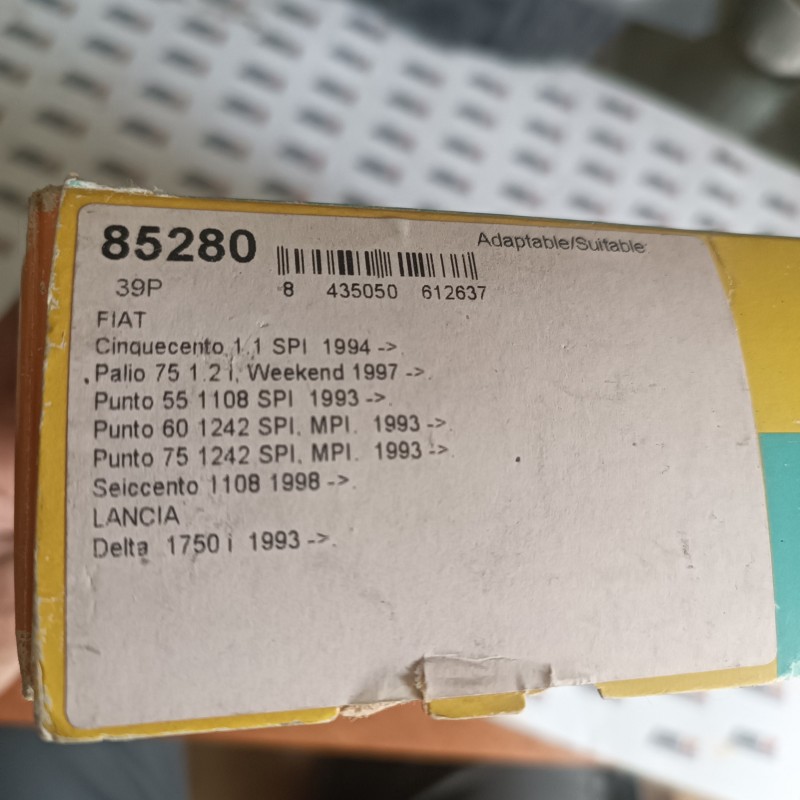 85280
Adaptable/Suitable
39P
8 435050 612637
FIAT
Cinquecento 1.1 SPI 1994 ->.
Palio 75 1.2 i, Weekend 1997 ->.
Punto 55 1108 SPI 1993 ->.
Punto 60 1242 SPI, MPI. 1993 ->.
Punto 75 1242 SPI, MPI. 1993 ->.
Seiccento 1108 1998 ->.
LANCIA
Delta 1750 i 1993 ->.